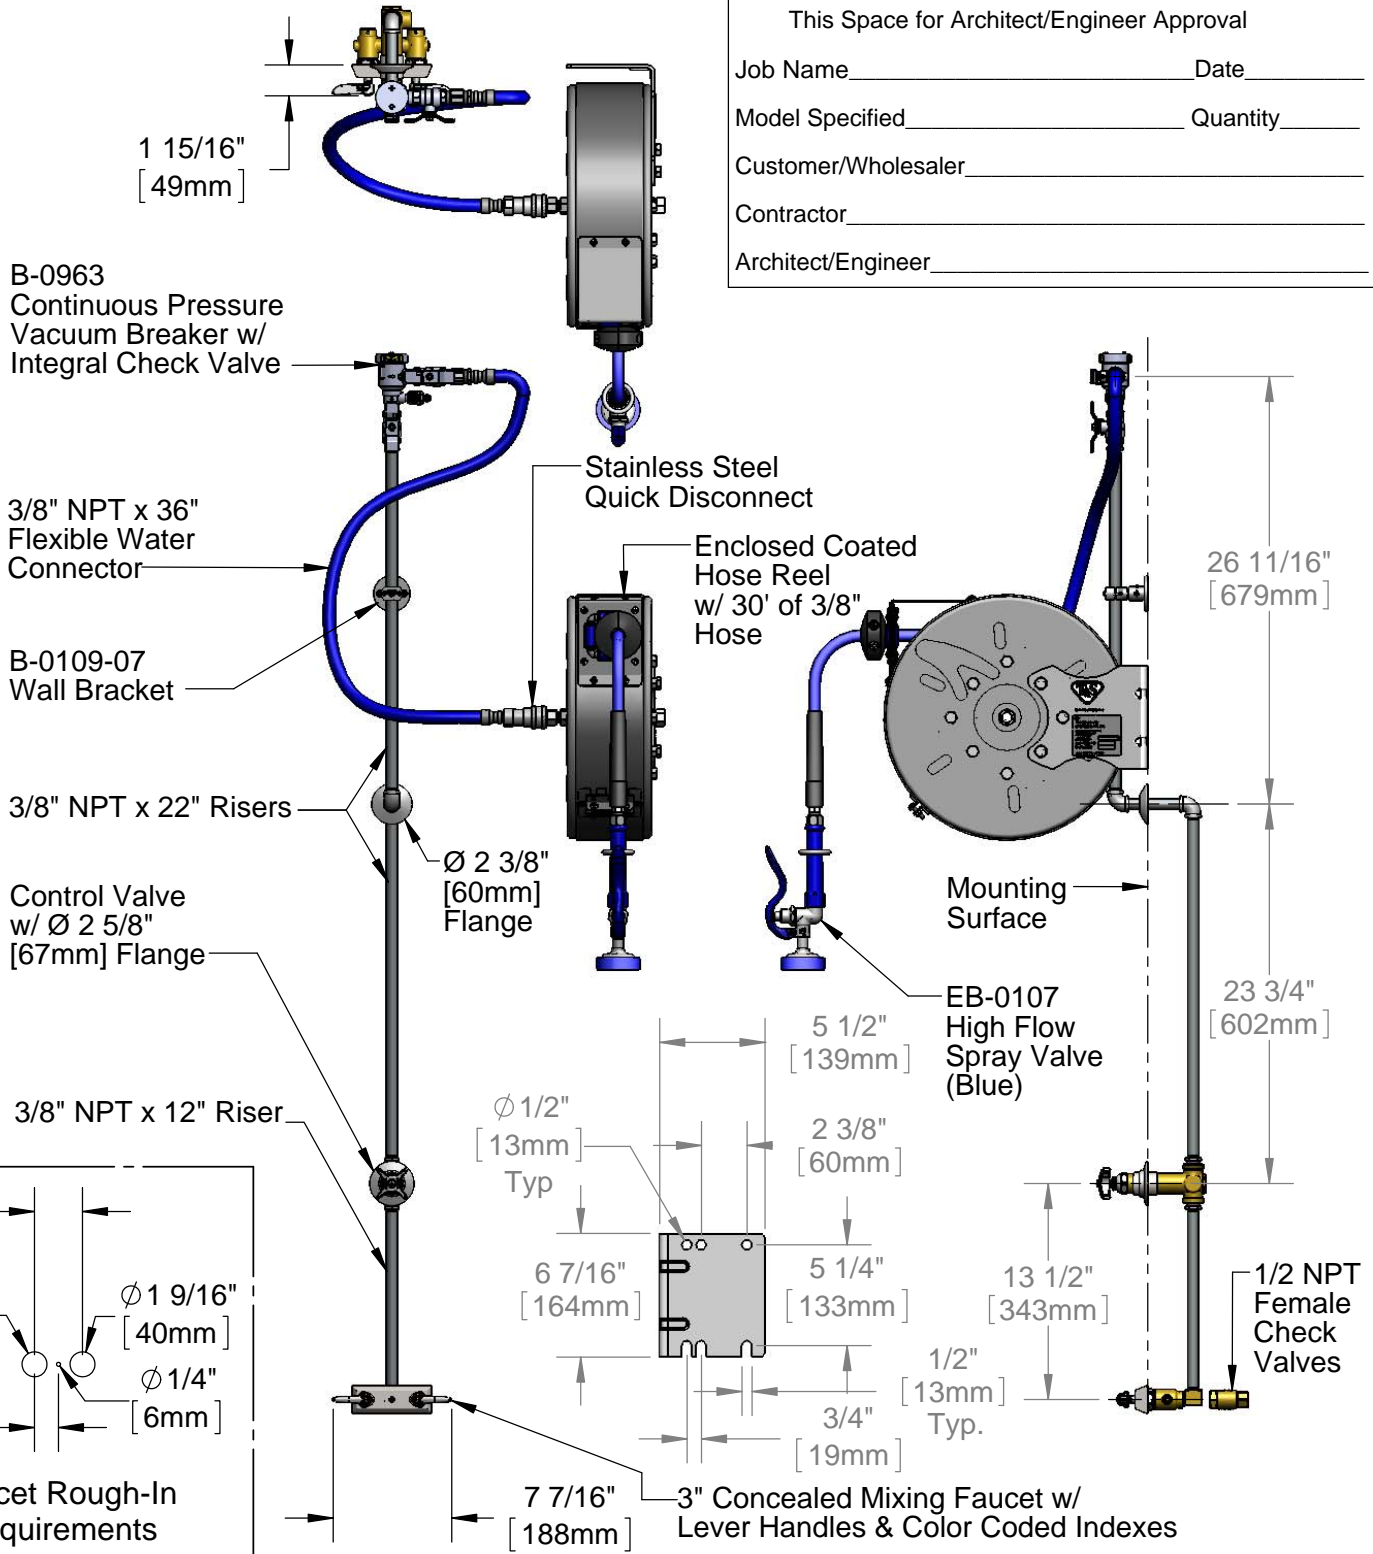 This Space for Architect/Engineer Approval
Job Name Date
Model Specified Quantity
Customer/Wholesaler
Contractor
Architect/Engineer
1 15/16"
[49mm]
B-0963
Continuous Pressure
Vacuum Breaker w/
Integral Check Valve
3/8" NPT x 36"
Flexible Water
Connector
Stainless Steel
Quick Disconnect
Enclosed Coated
Hose Reel
w/ 30' of 3/8"
Hose
26 11/16"
[679mm]
B-0109-07
Wall Bracket
T&S
3/8" NPT x 22" Risers
Ø 2 3/8"
[60mm]
Flange
Control Valve
w/ Ø 2 5/8"
[67mm] Flange
Mounting
Surface
EB-0107
High Flow
Spray Valve
(Blue)
23 3/4"
[602mm]
5 1/2"
[139mm]
Ø 1/2"
[13mm]
Typ
2 3/8"
[60mm]
3/8" NPT x 12" Riser
6 7/16"
[164mm]
5 1/4"
[133mm]
13 1/2"
[343mm]
1/2 NPT
Female
Check
Valves
Ø 1 9/16"
[40mm]
Ø 1/4"
[6mm]
1/2"
[13mm]
Typ.
3/4"
[19mm]
cet Rough-In
quirements
7 7/16"
[188mm]
3" Concealed Mixing Faucet w/
Lever Handles & Color Coded Indexes